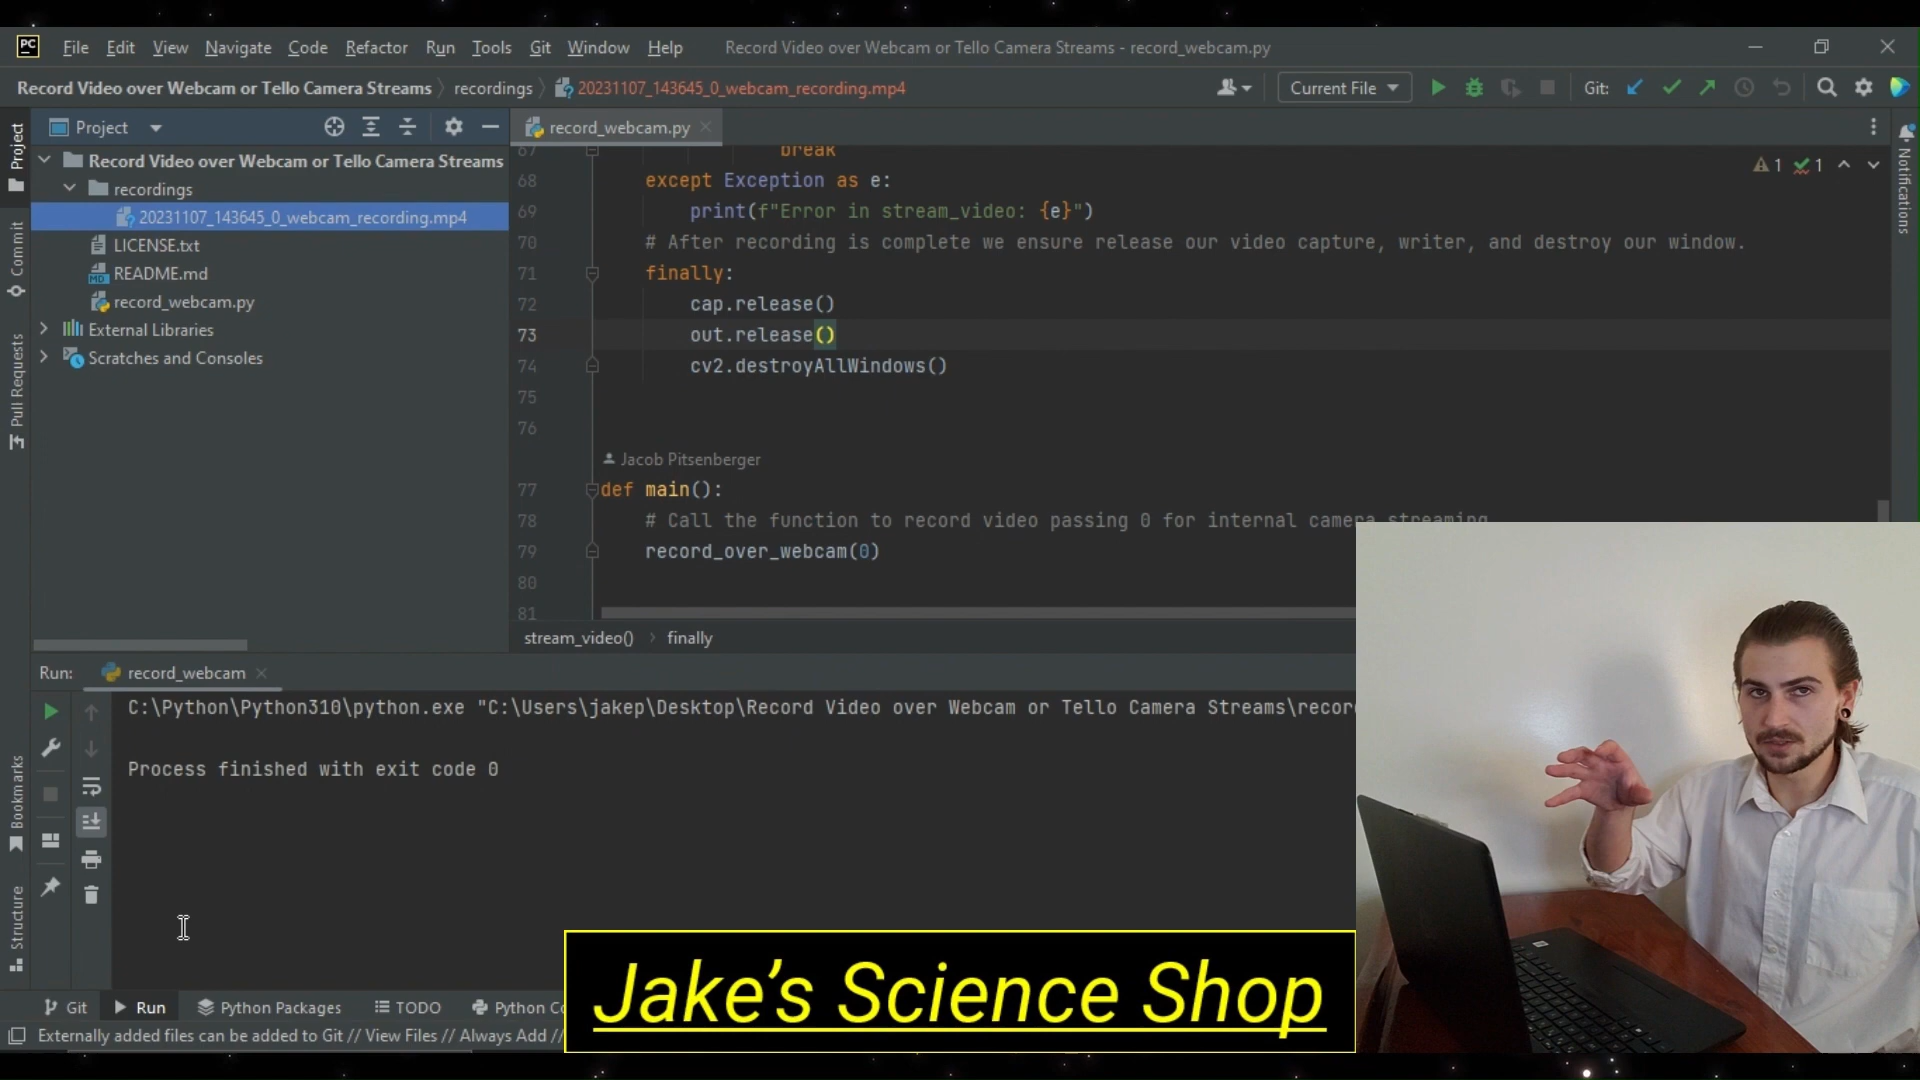 PC File Edit View Navigate Code Refactor Run Tools Git Window Help Record Video over Webcam or Tello Camera Streams - record_webcam.py
Record Video over Webcam or Tello Camera Streams recordings 20231107_143645_0_webcam_recording.mp4 Current File Git:
Project record_webcam.py
Project
Commit
Pull Requests
Bookmarks
Structure
Notifications
Record Video over Webcam or Tello Camera Streams
recordings
20231107_143645_0_webcam_recording.mp4
LICENSE.txt
README.md
record_webcam.py
External Libraries
Scratches and Consoles
1 1
67 break
68 except Exception as e:
69 print(f"Error in stream_video: {e}")
70 # After recording is complete we ensure release our video capture, writer, and destroy our window.
71 finally:
72 cap.release()
73 out.release()
74 cv2.destroyAllWindows()
75
76
Jacob Pitsenberger
77 def main():
78 # Call the function to record video passing 0 for internal camera streaming
79 record_over_webcam(0)
80
81
stream_video() finally
Run: record_webcam
C:\Python\Python310\python.exe "C:\Users\jakep\Desktop\Record Video over Webcam or Tello Camera Streams\recor
Process finished with exit code 0
Jake's Science Shop
Git Run Python Packages TODO Python Co
Externally added files can be added to Git // View Files // Always Add //